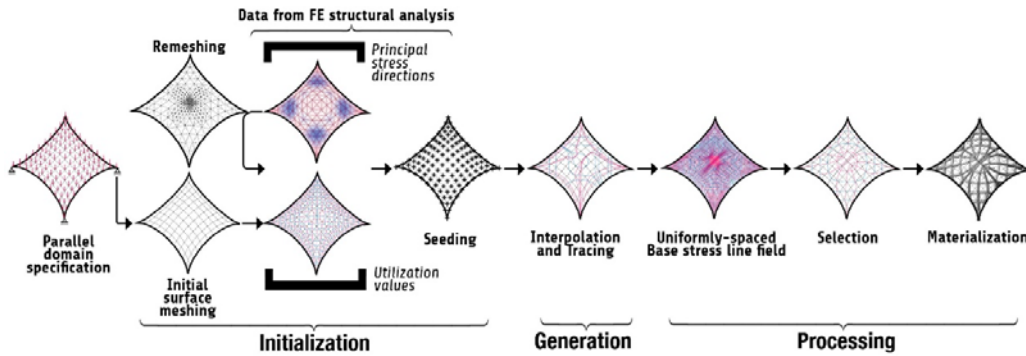 Data from FE structural analysis
Remeshing
Principal
stress
directions
Parallel
domain
specification
Initial
surface
meshing
Utilization
values
Seeding
Interpolation
and Tracing
Uniformly-spaced
Base stress line field
Selection
Materialization
Initialization
Generation
Processing